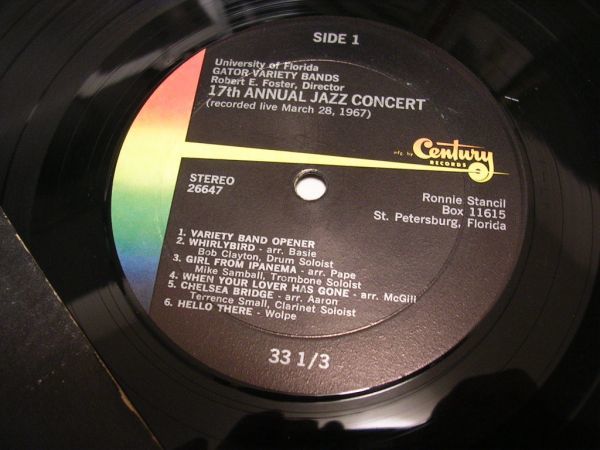 SIDE 1
University of Florida
GATOR VARIETY BANDS
Robert E. Foster, Director
17th ANNUAL JAZZ CONCERT
(recorded live March 28, 1967)
mfg. by Century
RECORDS
STEREO
26647
Ronnie Stancil
Box 11615
St. Petersburg, Florida
1. VARIETY BAND OPENER
2. WHIRLYBIRD - arr. Basie
Bob Clayton, Drum Soloist
3. GIRL FROM IPANEMA - arr. Pape
Mike Samball, Trombone Soloist
4. WHEN YOUR LOVER HAS GONE - arr. McGill
5. CHELSEA BRIDGE - arr. Aaron
Terrence Small, Clarinet Soloist
6. HELLO THERE - Wolpe
33 1/3